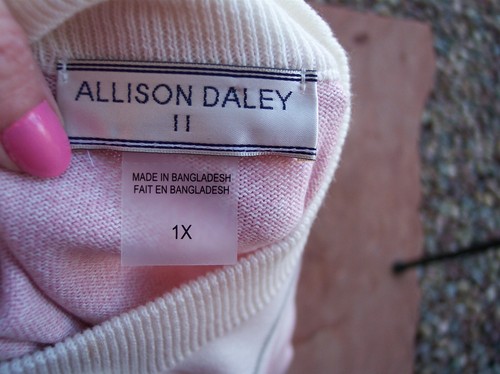 ALLISON DALEY
II
MADE IN BANGLADESH
FAIT EN BANGLADESH
1X